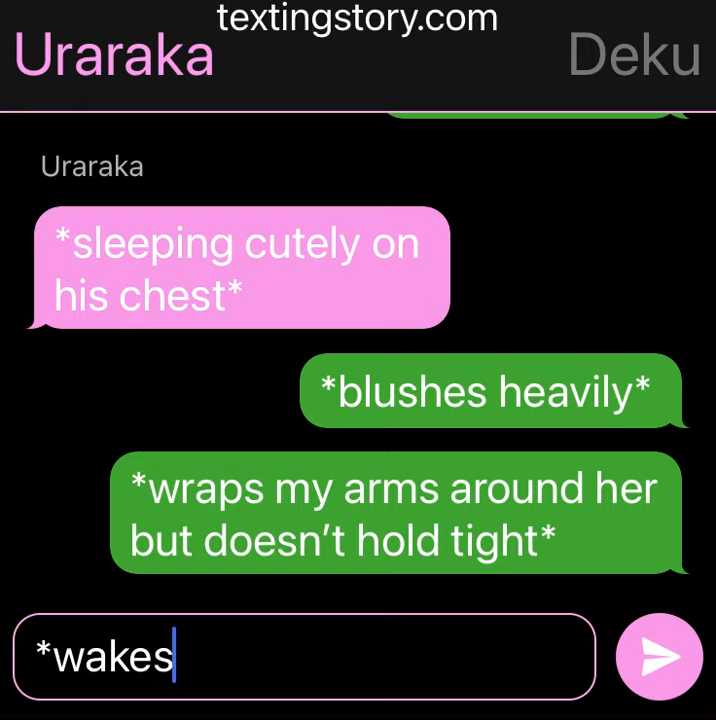 textingstory.com
Uraraka
Deku
Uraraka
*sleeping cutely on
his chest*
*blushes heavily*
*wraps my arms around her
but doesn’t hold tight*
*wakes